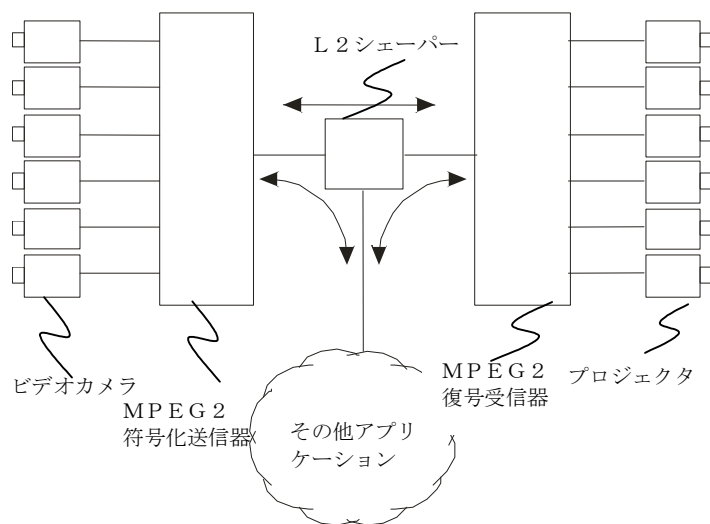 L２シェーパー
ビデオカメラ
ＭＰＥＧ２
符号化送信器
その他アプリ
ケーション
ＭＰＥＧ２
復号受信器
プロジェクタ